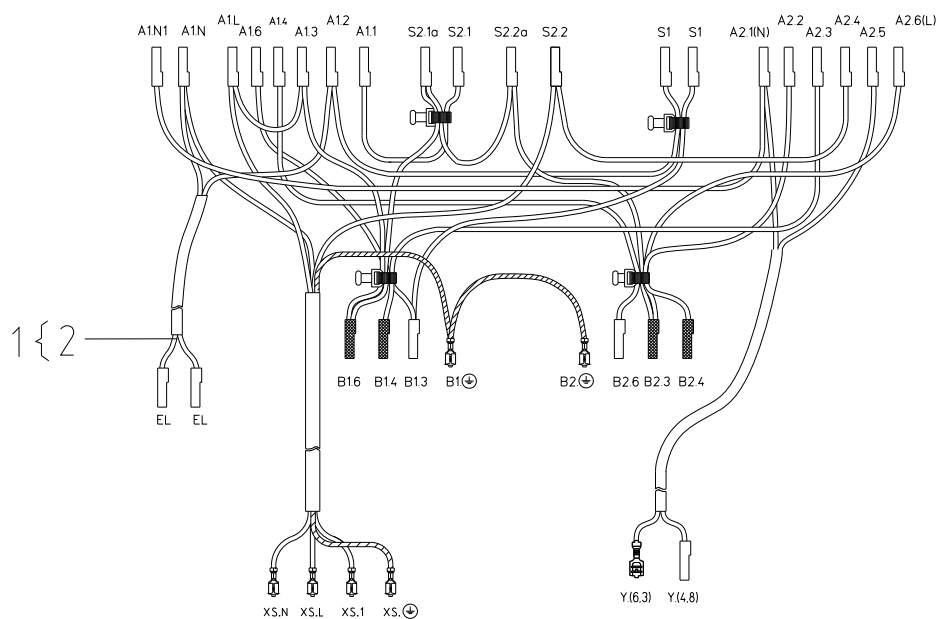 A1.N1 A1.N A1.L A1.6 A1.4 A1.3 A1.2 A1.1 S2.1a S2.1 S2.2a S2.2 S1 S1 A2.1(N) A2.2 A2.3 A2.4 A2.5 A2.6(L)
1 { 2
B1.6 B1.4 B1.3 B1.⏚ B2.⏚ B2.6 B2.3 B2.4
EL EL
XS.N XS.L XS.1 XS.⏚ Y.(6,3) Y.(4,8)